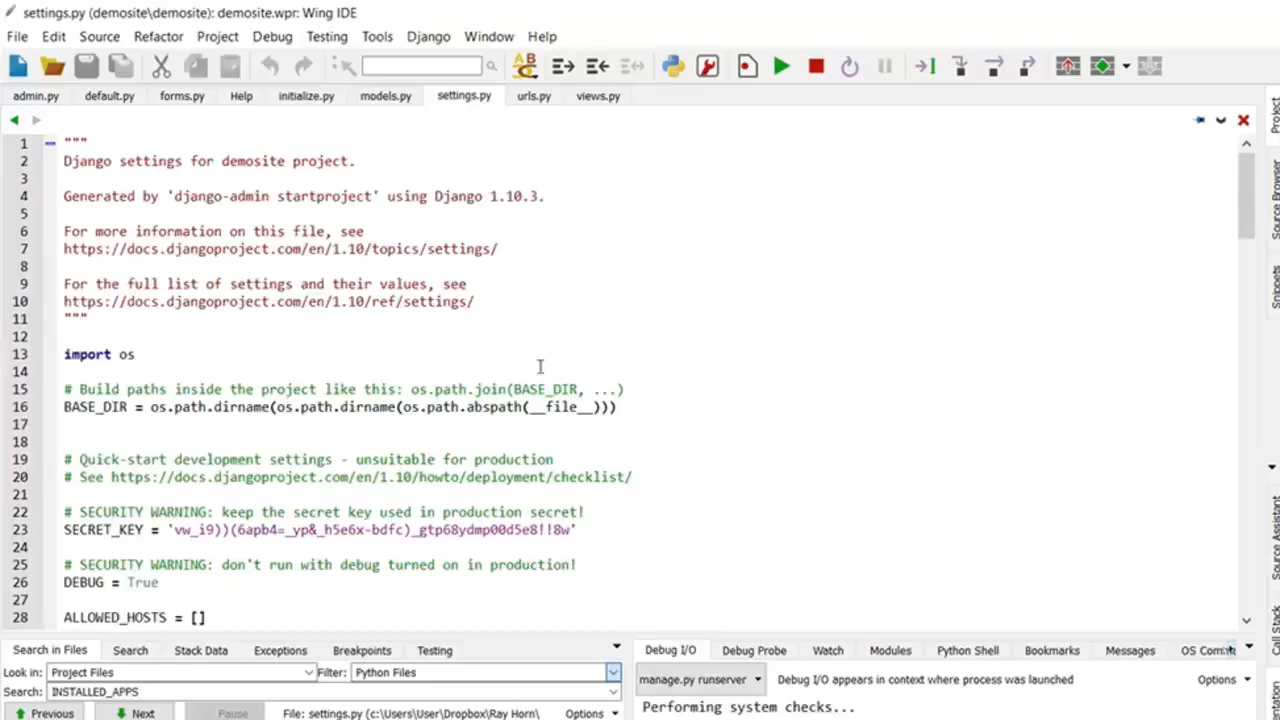 settings.py (demosite\demosite): demosite.wpr: Wing IDE
File Edit Source Refactor Project Debug Testing Tools Django Window Help
admin.py default.py forms.py Help initialize.py models.py settings.py urls.py views.py
1 """
2 Django settings for demosite project.
3
4 Generated by 'django-admin startproject' using Django 1.10.3.
5
6 For more information on this file, see
7 https://docs.djangoproject.com/en/1.10/topics/settings/
8
9 For the full list of settings and their values, see
10 https://docs.djangoproject.com/en/1.10/ref/settings/
11 """
12
13 import os
14
15 # Build paths inside the project like this: os.path.join(BASE_DIR, ...)
16 BASE_DIR = os.path.dirname(os.path.dirname(os.path.abspath(__file__)))
17
18
19 # Quick-start development settings - unsuitable for production
20 # See https://docs.djangoproject.com/en/1.10/howto/deployment/checklist/
21
22 # SECURITY WARNING: keep the secret key used in production secret!
23 SECRET_KEY = 'vw_i9))(6apb4=_yp&_h5e6x-bdfc)_gtp68ydmp00d5e8!!8w'
24
25 # SECURITY WARNING: don't run with debug turned on in production!
26 DEBUG = True
27
28 ALLOWED_HOSTS = []
Project
Source Browser
Snippets
Source Assistant
Call Stack
Search in Files Search Stack Data Exceptions Breakpoints Testing
Look in: Project Files Filter: Python Files
Search: INSTALLED_APPS
Previous Next Pause File: settings.py (c:\Users\User\Dropbox\Ray Horn\ Options
Debug I/O Debug Probe Watch Modules Python Shell Bookmarks Messages OS Comm
manage.py runserver Debug I/O appears in context where process was launched Options
Performing system checks...